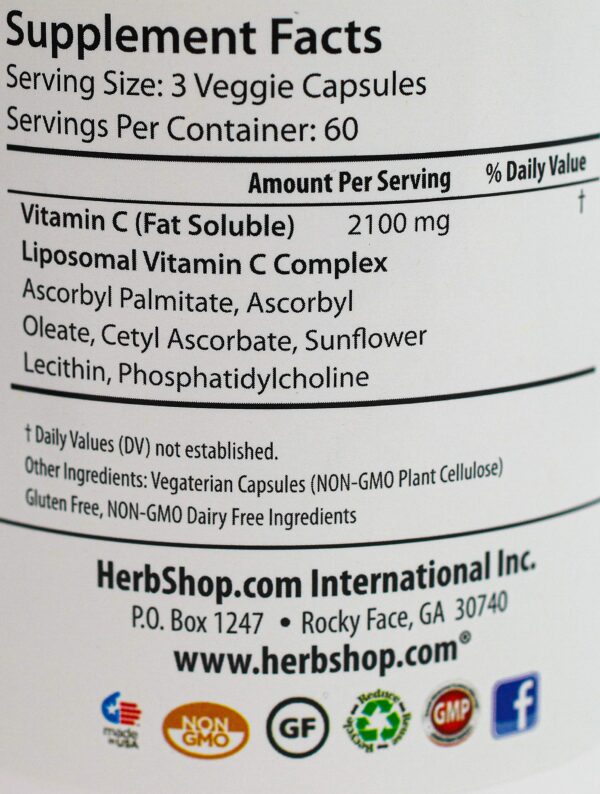 Supplement Facts
Serving Size: 3 Veggie Capsules
Servings Per Container: 60
Amount Per Serving % Daily Value
Vitamin C (Fat Soluble) 2100 mg †
Liposomal Vitamin C Complex
Ascorbyl Palmitate, Ascorbyl
Oleate, Cetyl Ascorbate, Sunflower
Lecithin, Phosphatidylcholine
† Daily Values (DV) not established.
Other Ingredients: Vegaterian Capsules (NON-GMO Plant Cellulose)
Gluten Free, NON-GMO Dairy Free Ingredients
HerbShop.com International Inc.
P.O. Box 1247 • Rocky Face, GA 30740
www.herbshop.com®
made in USA
NON GMO
GF
Recycle Reduce Reuse
GMP
f